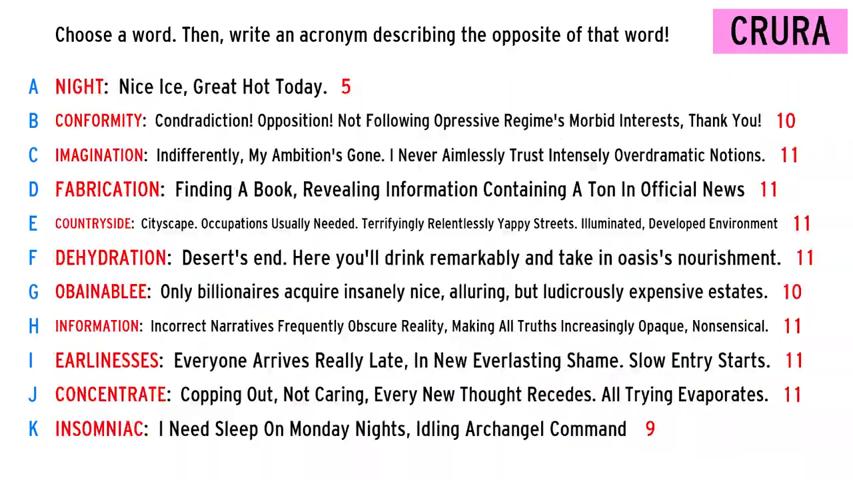 Choose a word. Then, write an acronym describing the opposite of that word!
CRURA
A NIGHT: Nice Ice, Great Hot Today. 5
B CONFORMITY: Condradiction! Opposition! Not Following Opressive Regime's Morbid Interests, Thank You! 10
C IMAGINATION: Indifferently, My Ambition's Gone. I Never Aimlessly Trust Intensely Overdramatic Notions. 11
D FABRICATION: Finding A Book, Revealing Information Containing A Ton In Official News 11
E COUNTRYSIDE: Cityscape. Occupations Usually Needed. Terrifyingly Relentlessly Yappy Streets. Illuminated, Developed Environment 11
F DEHYDRATION: Desert's end. Here you'll drink remarkably and take in oasis's nourishment. 11
G OBAINABLEE: Only billionaires acquire insanely nice, alluring, but ludicrously expensive estates. 10
H INFORMATION: Incorrect Narratives Frequently Obscure Reality, Making All Truths Increasingly Opaque, Nonsensical. 11
I EARLINESSES: Everyone Arrives Really Late, In New Everlasting Shame. Slow Entry Starts. 11
J CONCENTRATE: Copping Out, Not Caring, Every New Thought Recedes. All Trying Evaporates. 11
K INSOMNIAC: I Need Sleep On Monday Nights, Idling Archangel Command 9